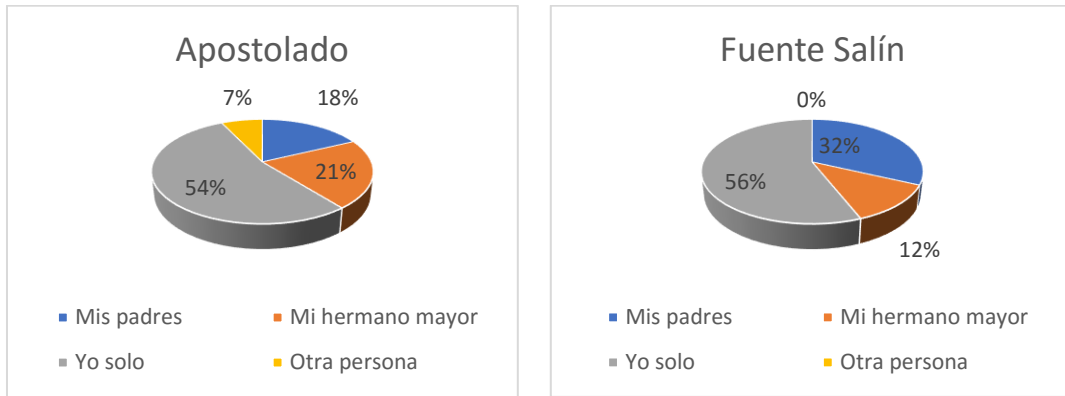 Apostolado
7%
18%
21%
54%
Mis padres
Mi hermano mayor
Yo solo
Otra persona
Fuente Salín
0%
32%
56%
12%
Mis padres
Mi hermano mayor
Yo solo
Otra persona